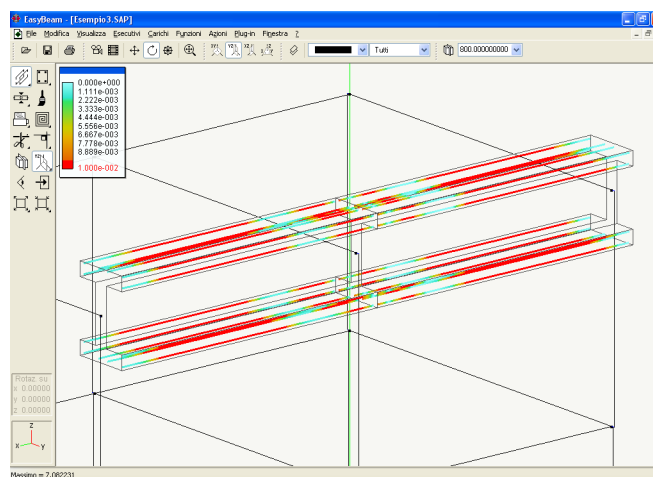 EasyBeam - [Esempio3.SAP]
File Modifica Visualizza Esecutivi Carichi Funzioni Azioni Plug-in Finestra ?
Tutti 800.000000000
0.000e+000
1.111e-003
2.222e-003
3.333e-003
4.444e-003
5.556e-003
6.667e-003
7.778e-003
8.889e-003
1.000e-002
Rotaz. su
x 0.00000
y 0.00000
z 0.00000
z
x y
Massimo = 7.082231